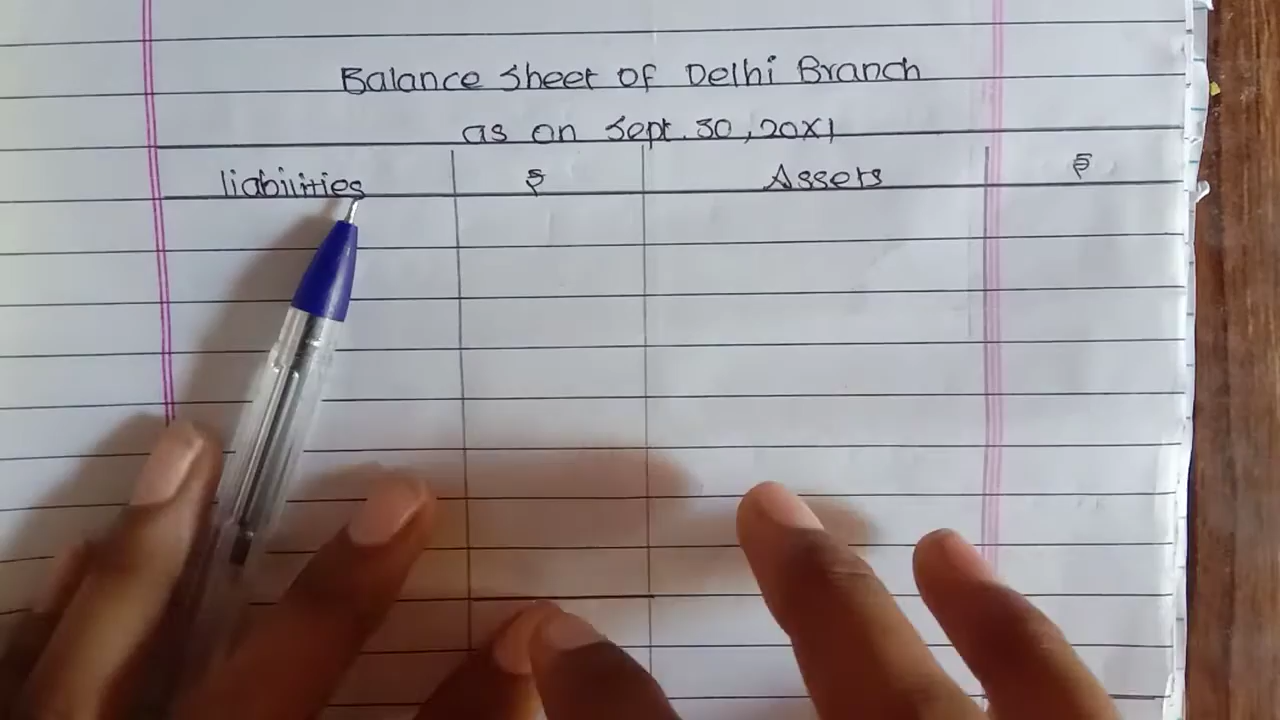 Balance Sheet of Delhi Branch
as on Sept. 30, 20X1
liabilities ₹ Assets ₹